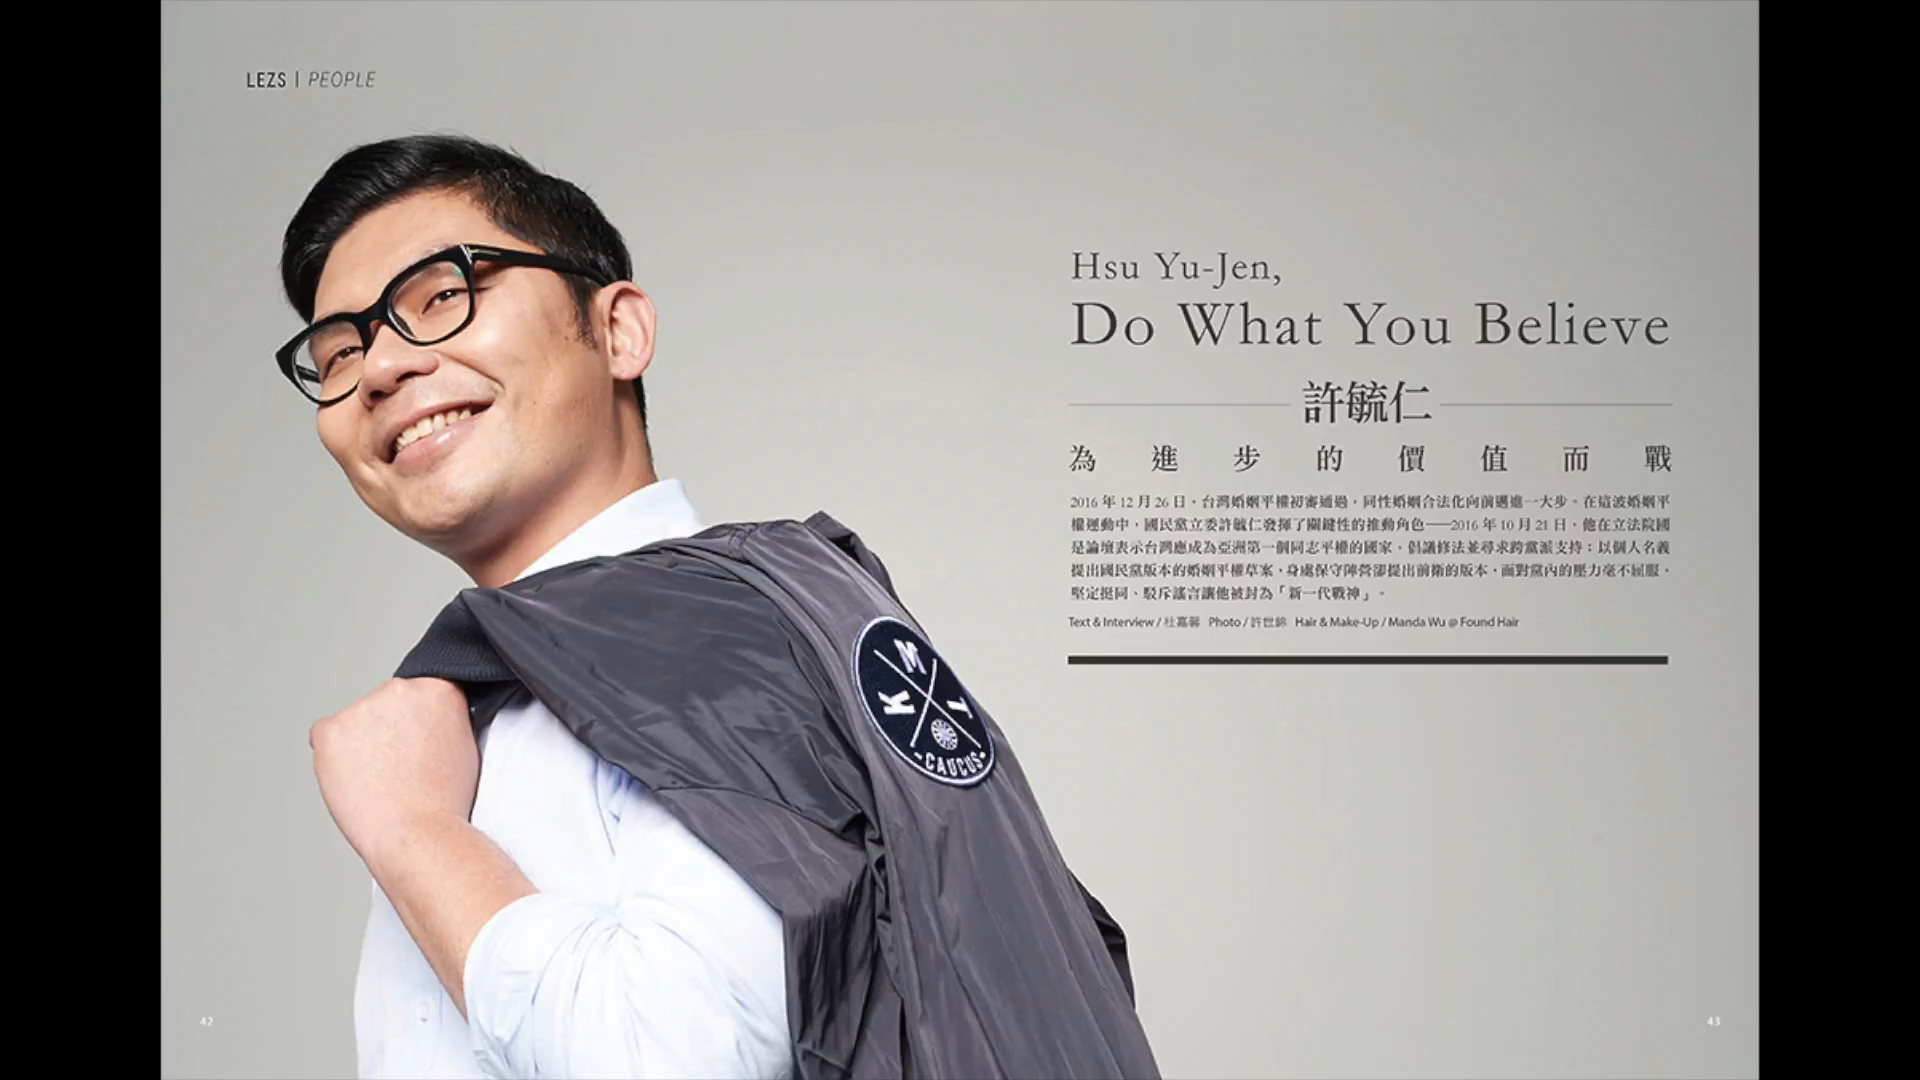 LEZS | PEOPLE
Hsu Yu-Jen,
Do What You Believe
許毓仁
為進步的價值而戰
2016 年 12 月 26 日，台灣婚姻平權初審通過，同性婚姻合法化向前邁進一大步。在這波婚姻平
權運動中，國民黨立委許毓仁發揮了關鍵性的推動角色——2016 年 10 月 21 日，他在立法院國
是論壇表示台灣應成為亞洲第一個同志平權的國家，倡議修法並尋求跨黨派支持；以個人名義
提出國民黨版本的婚姻平權草案，身處保守陣營卻提出前衛的版本，面對黨內的壓力毫不屈服，
堅定挺同、駁斥謠言讓他被封為「新一代戰神」。
Text & Interview / 杜嘉馨 Photo / 許世錦 Hair & Make-Up / Manda Wu @ Found Hair
K M T
-CAUCUS-
42
43